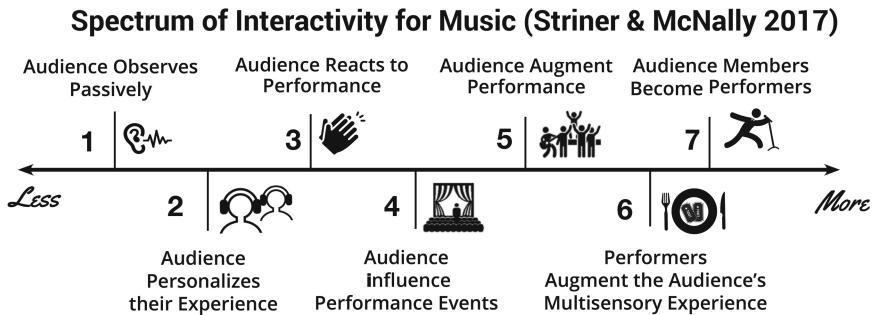 Spectrum of Interactivity for Music (Striner & McNally 2017)
Audience Observes
Passively
Audience Reacts to
Performance
Audience Augment
Performance
Audience Members
Become Performers
1
3
5
7
Less
More
2
4
6
Audience
Personalizes
their Experience
Audience
influence
Performance Events
Performers
Augment the Audience's
Multisensory Experience